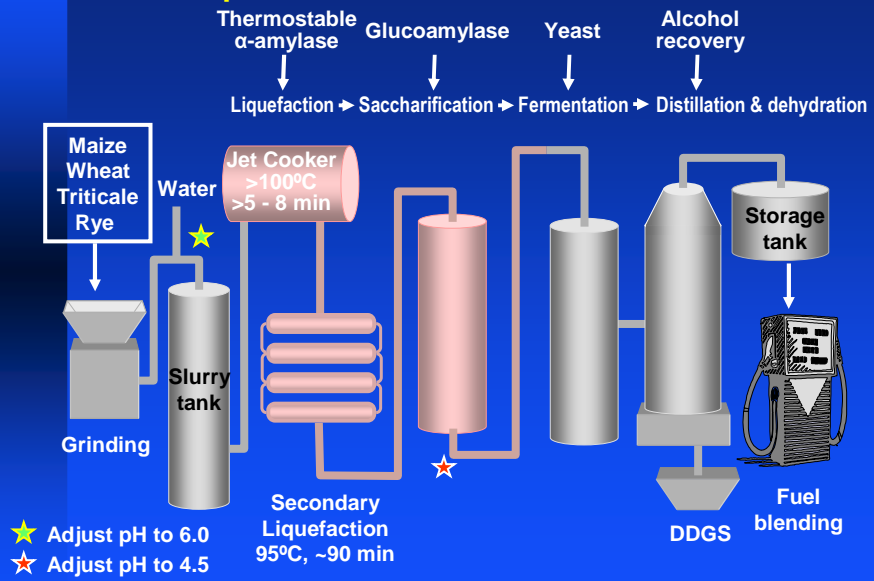 Thermostable
α-amylase
Glucoamylase
Yeast
Alcohol
recovery
Liquefaction
Saccharification
Fermentation
Distillation & dehydration
Maize
Wheat
Triticale
Rye
Water
Jet Cooker
>100ºC
>5 - 8 min
Storage
tank
Slurry
tank
Grinding
Secondary
Liquefaction
95ºC, ~90 min
DDGS
Fuel
blending
Adjust pH to 6.0
Adjust pH to 4.5